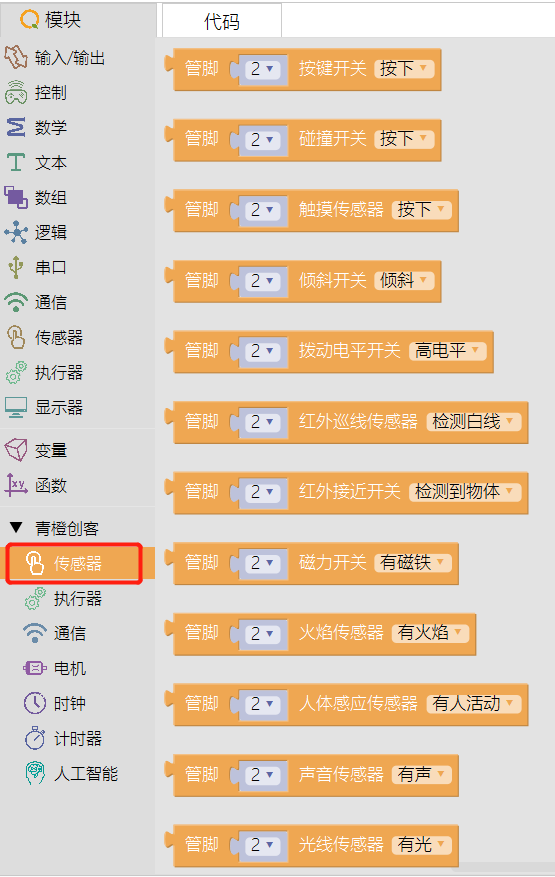 模块
代码
输入/输出
控制
数学
文本
数组
逻辑
串口
通信
传感器
执行器
显示器
变量
函数
青橙创客
传感器
执行器
通信
电机
时钟
计时器
人工智能
管脚 2 按键开关 按下
管脚 2 碰撞开关 按下
管脚 2 触摸传感器 按下
管脚 2 倾斜开关 倾斜
管脚 2 拨动电平开关 高电平
管脚 2 红外巡线传感器 检测白线
管脚 2 红外接近开关 检测到物体
管脚 2 磁力开关 有磁铁
管脚 2 火焰传感器 有火焰
管脚 2 人体感应传感器 有人活动
管脚 2 声音传感器 有声
管脚 2 光线传感器 有光